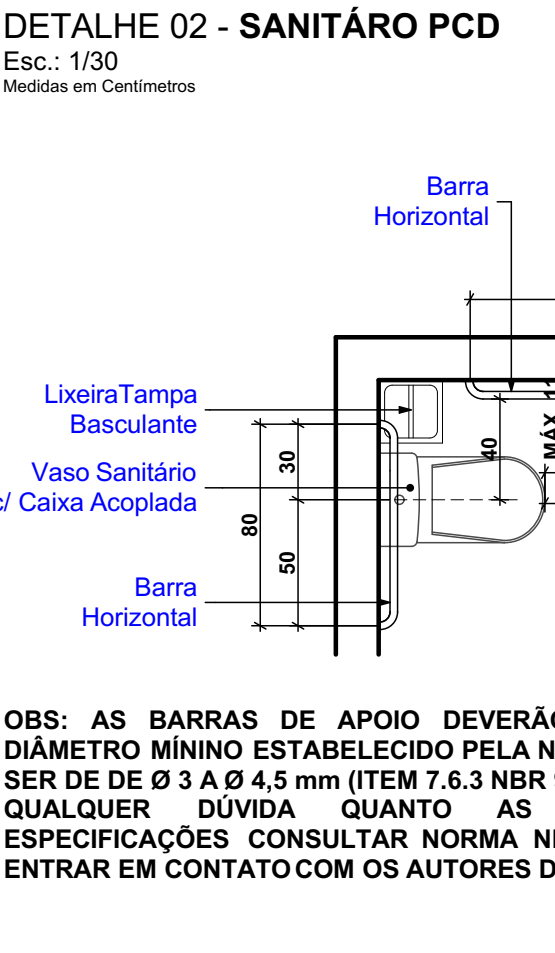 DETALHE 02 - SANITÁRO PCD
Esc.: 1/30
Medidas em Centímetros
Barra
Horizontal
LixeiraTampa
Basculante
Vaso Sanitário
c/ Caixa Acoplada
Barra
Horizontal
80
30
50
40
MÁX
OBS: AS BARRAS DE APOIO DEVERÃO
DIÂMETRO MÍNINO ESTABELECIDO PELA N
SER DE DE Ø 3 A Ø 4,5 mm (ITEM 7.6.3 NBR 9
QUALQUER DÚVIDA QUANTO AS
ESPECIFICAÇÕES CONSULTAR NORMA N
ENTRAR EM CONTATO COM OS AUTORES D